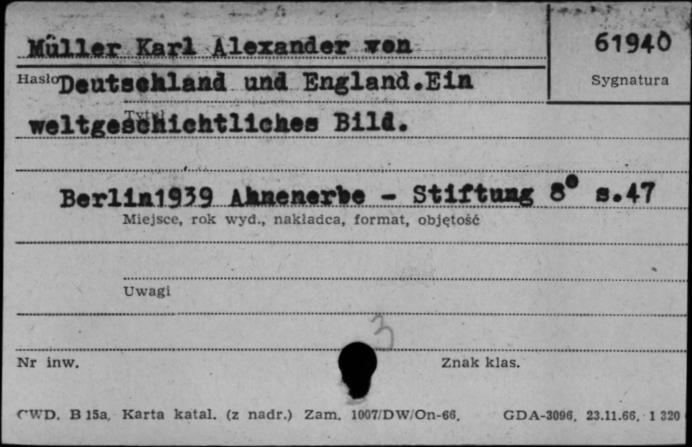 Müller Karl Alexander von
61940
Hasło
Deutschland und England.Ein
Sygnatura
Tytuł
weltgeschichtliches Bild.
Berlin1939 Ahnenerbe - Stiftung 8° s.47
Miejsce, rok wyd., nakładca, format, objętość
Uwagi
3
Nr inw.
Znak klas.
CWD. B 15a. Karta katal. (z nadr.) Zam. 1007/DW/On-66. GDA-3096. 23.11.66. 1 320